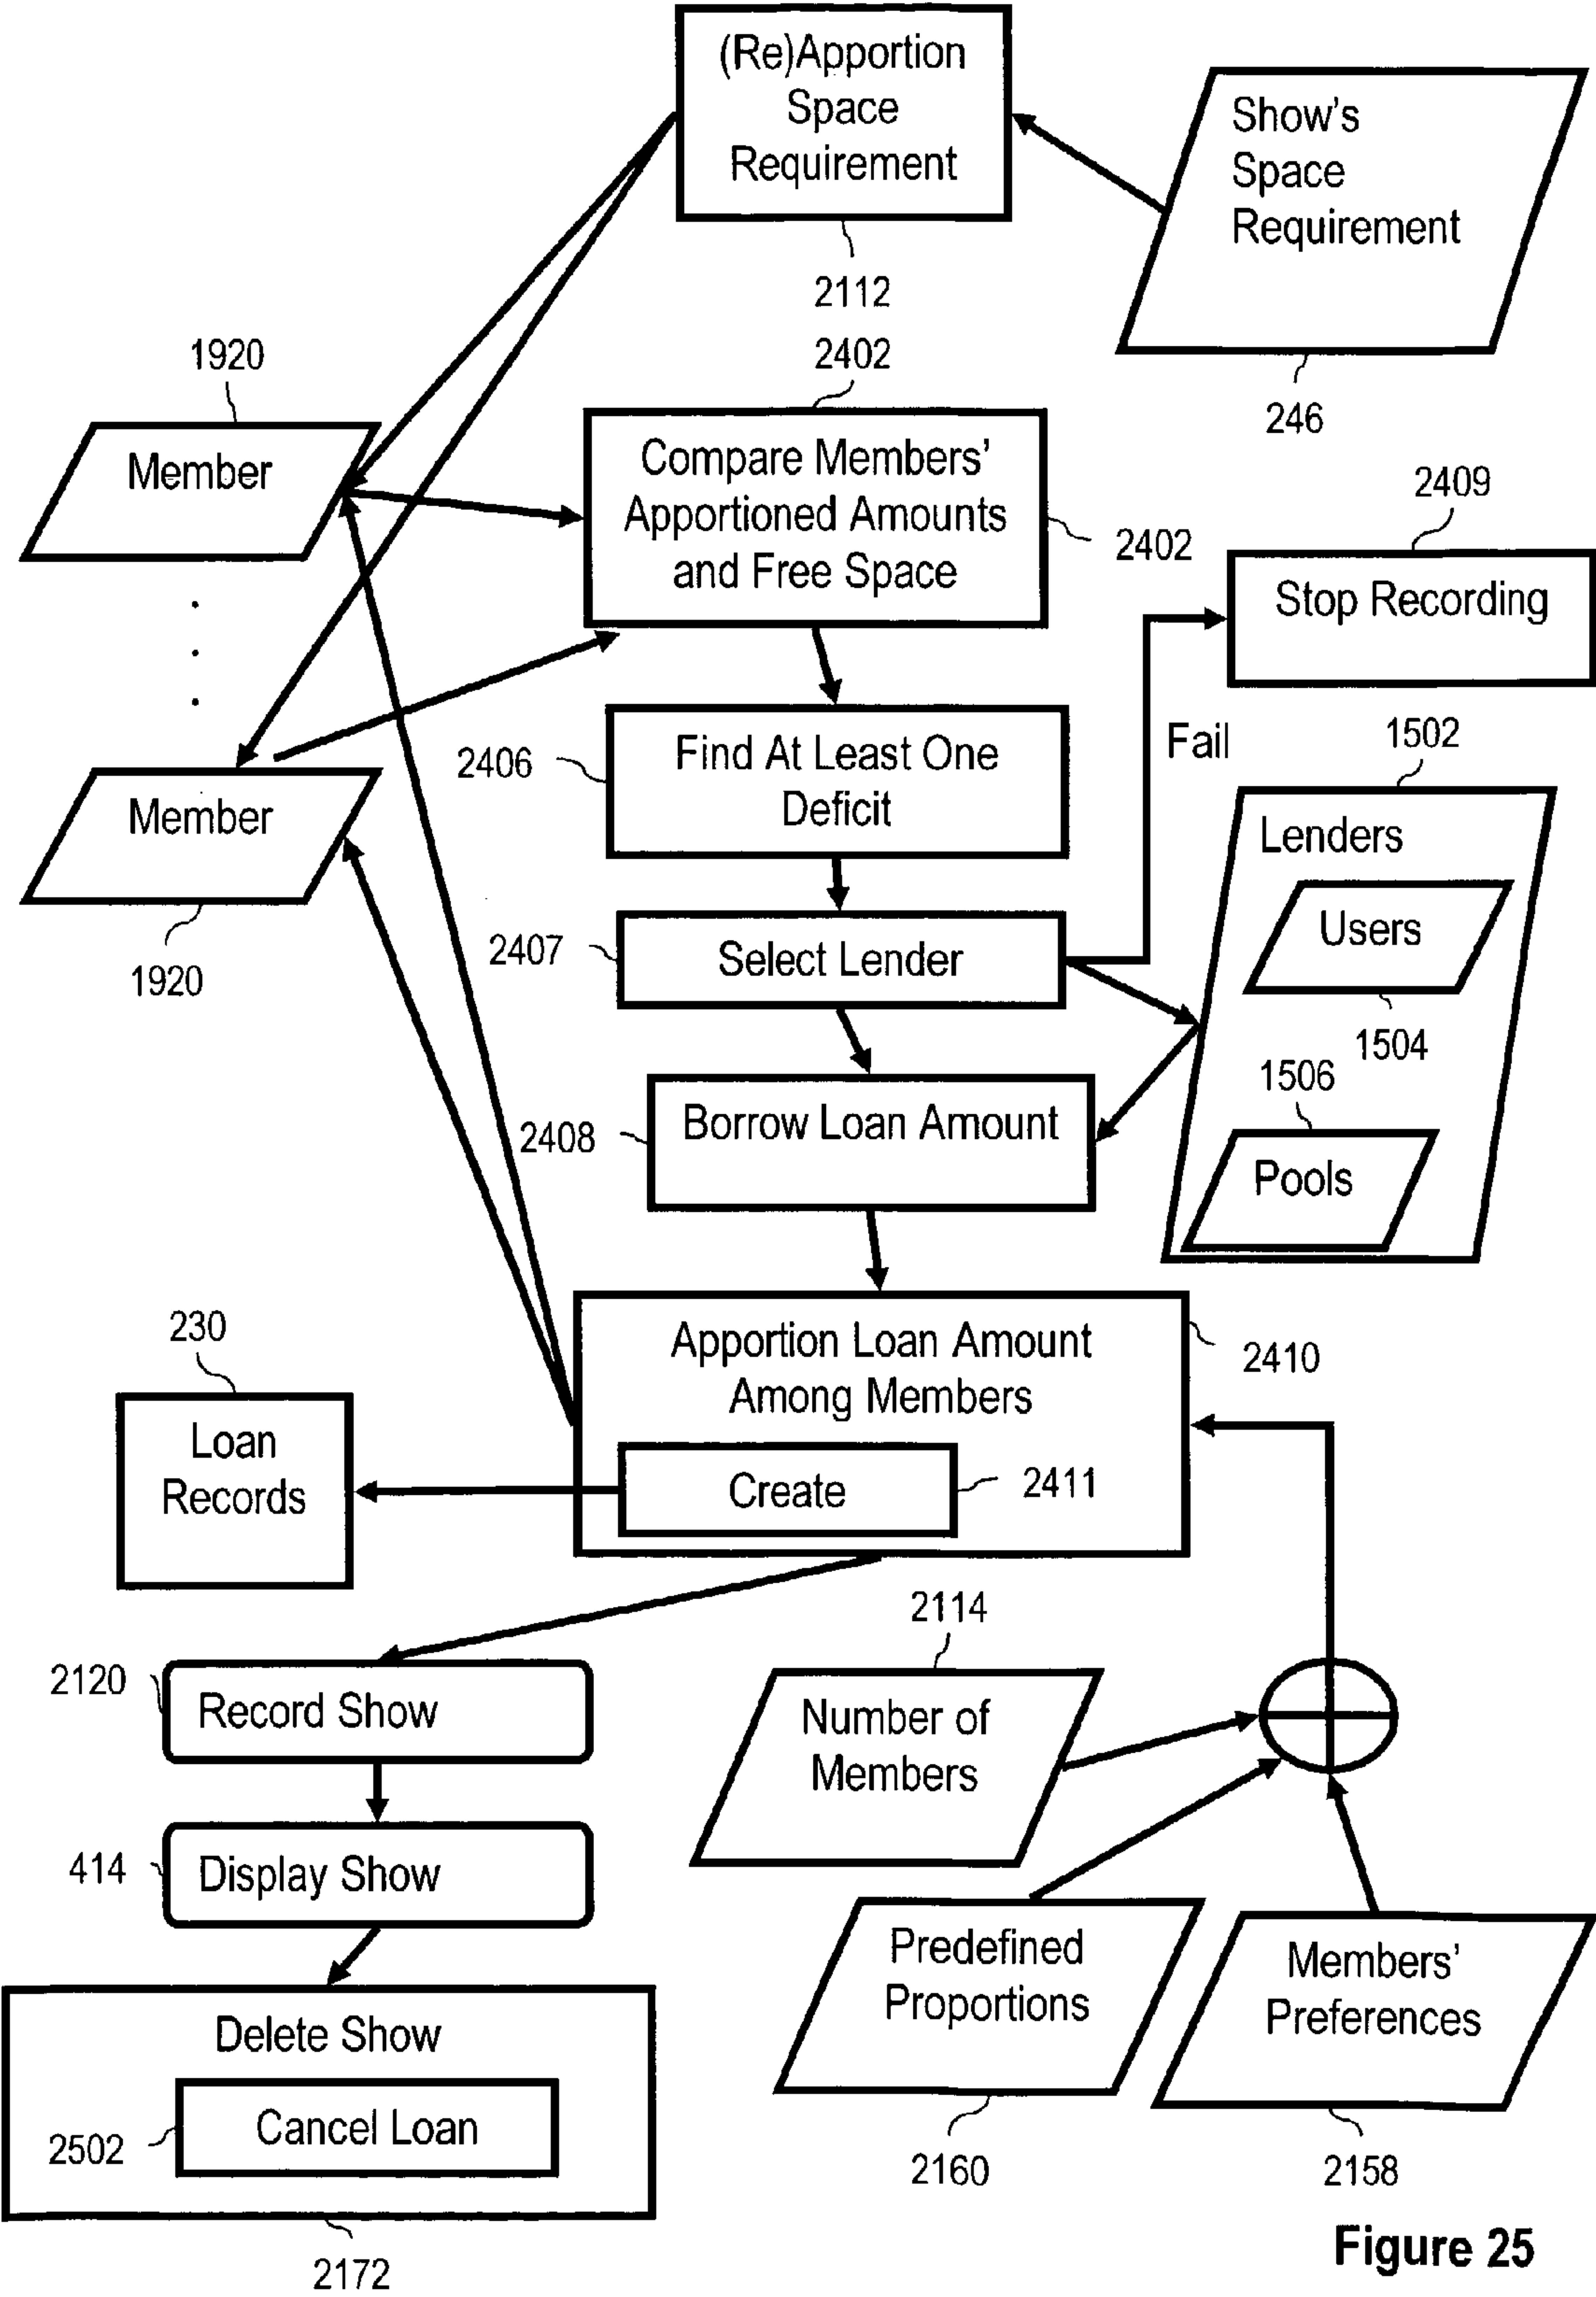 (Re)Apportion
Space
Requirement
2112
Show's
Space
Requirement
246
1920
Member
2402
Compare Members'
Apportioned Amounts
and Free Space
2402
2409
Stop Recording
Member
1920
2406
Find At Least One
Deficit
Fail
1502
Lenders
Users
1504
1506
Pools
2407
Select Lender
2408
Borrow Loan Amount
230
Loan
Records
Apportion Loan Amount
Among Members
2410
Create
2411
2120
Record Show
414
Display Show
Delete Show
2502
Cancel Loan
2172
2114
Number of
Members
Predefined
Proportions
2160
Members'
Preferences
2158
Figure 25